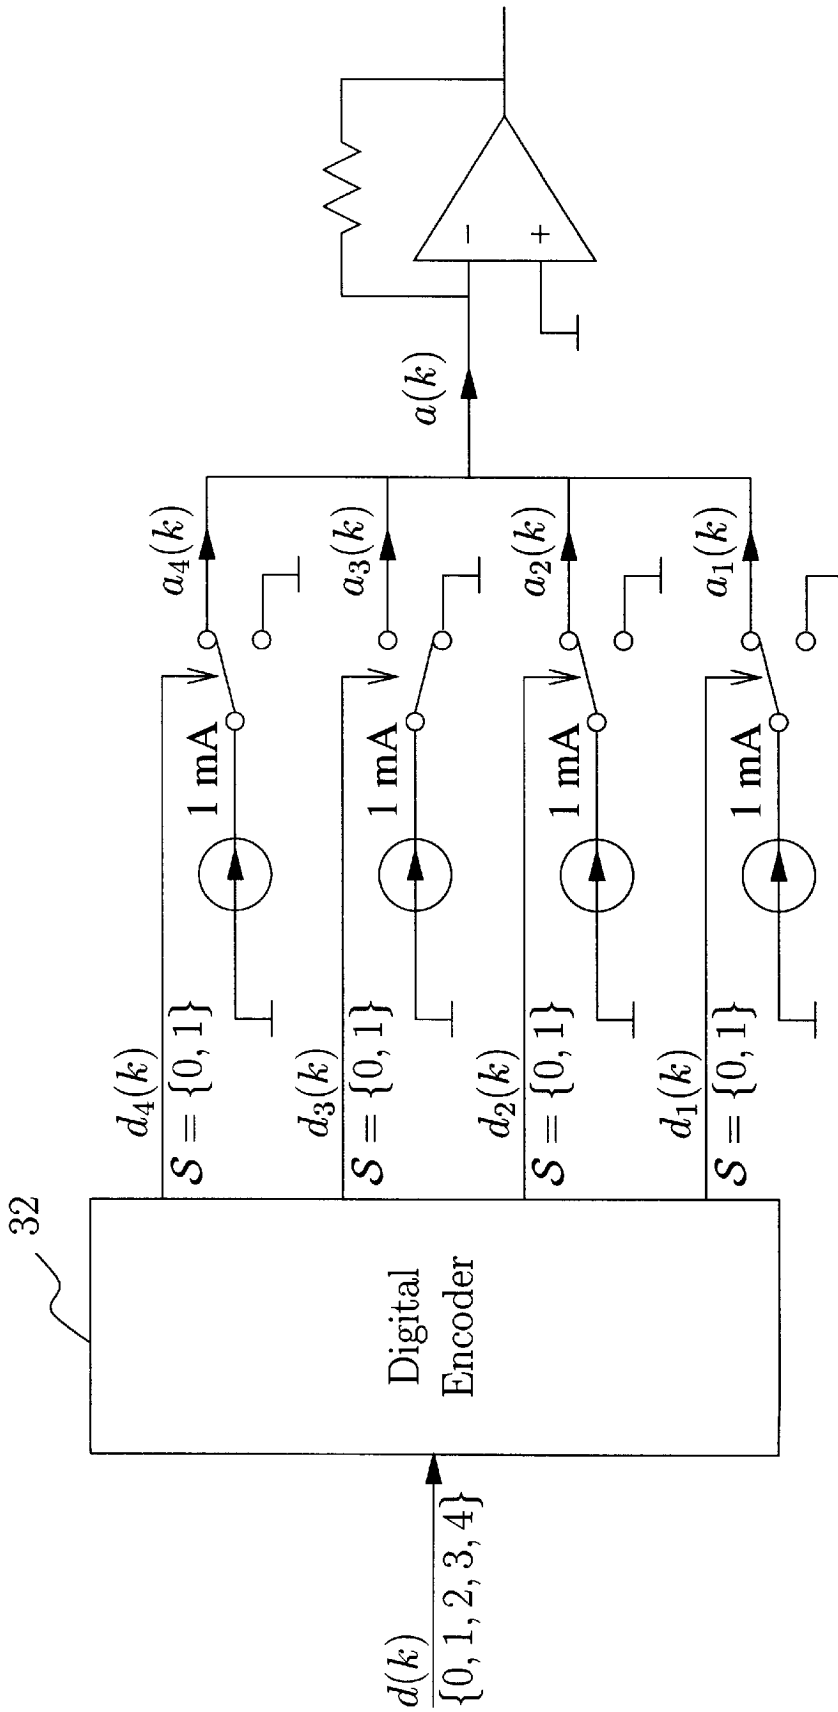 32
d(k)
{0, 1, 2, 3, 4}
Digital
Encoder
d₄(k)
𝒮 = {0, 1}
1 mA
a₄(k)
d₃(k)
𝒮 = {0, 1}
1 mA
a₃(k)
d₂(k)
𝒮 = {0, 1}
1 mA
a₂(k)
d₁(k)
𝒮 = {0, 1}
1 mA
a₁(k)
a(k)
−
+